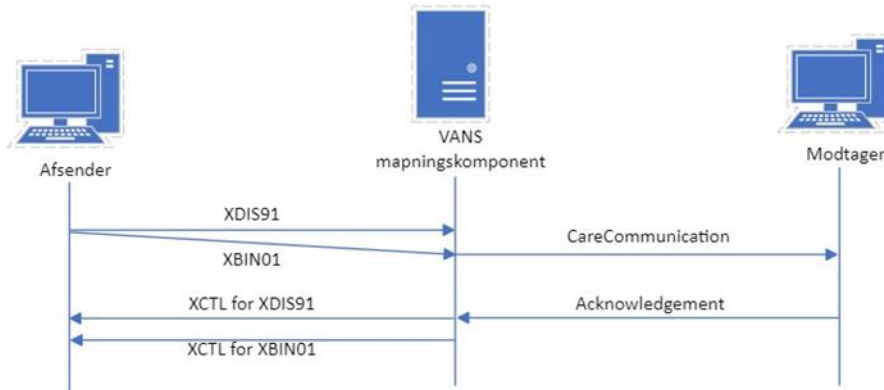 VANS
mapningskomponent
Afsender
Modtager
XDIS91
XBIN01
CareCommunication
XCTL for XDIS91
Acknowledgement
XCTL for XBIN01